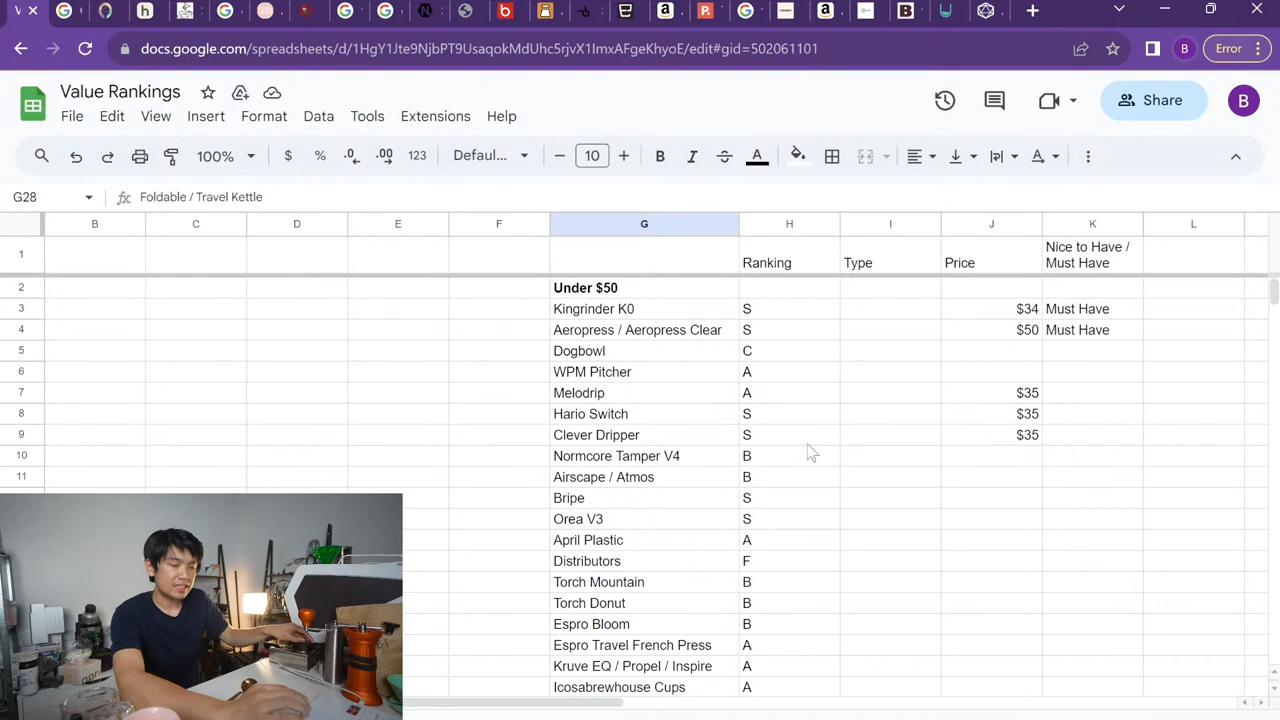 docs.google.com/spreadsheets/d/1HgY1Jte9NjbPT9UsaqokMdUhc5rjvX1ImxAFgeKhyoE/edit#gid=502061101
B
Error
Value Rankings
File Edit View Insert Format Data Tools Extensions Help
Share
B
100% $ % .0 .00 123 Defaul... 10 B I A
G28 fx Foldable / Travel Kettle
B C D E F G H I J K L
1 Ranking Type Price Nice to Have / Must Have
2 Under $50
3 Kingrinder K0 S $34 Must Have
4 Aeropress / Aeropress Clear S $50 Must Have
5 Dogbowl C
6 WPM Pitcher A
7 Melodrip A $35
8 Hario Switch S $35
9 Clever Dripper S $35
10 Normcore Tamper V4 B
11 Airscape / Atmos B
Bripe S
Orea V3 S
April Plastic A
Distributors F
Torch Mountain B
Torch Donut B
Espro Bloom B
Espro Travel French Press A
Kruve EQ / Propel / Inspire A
Icosabrewhouse Cups A